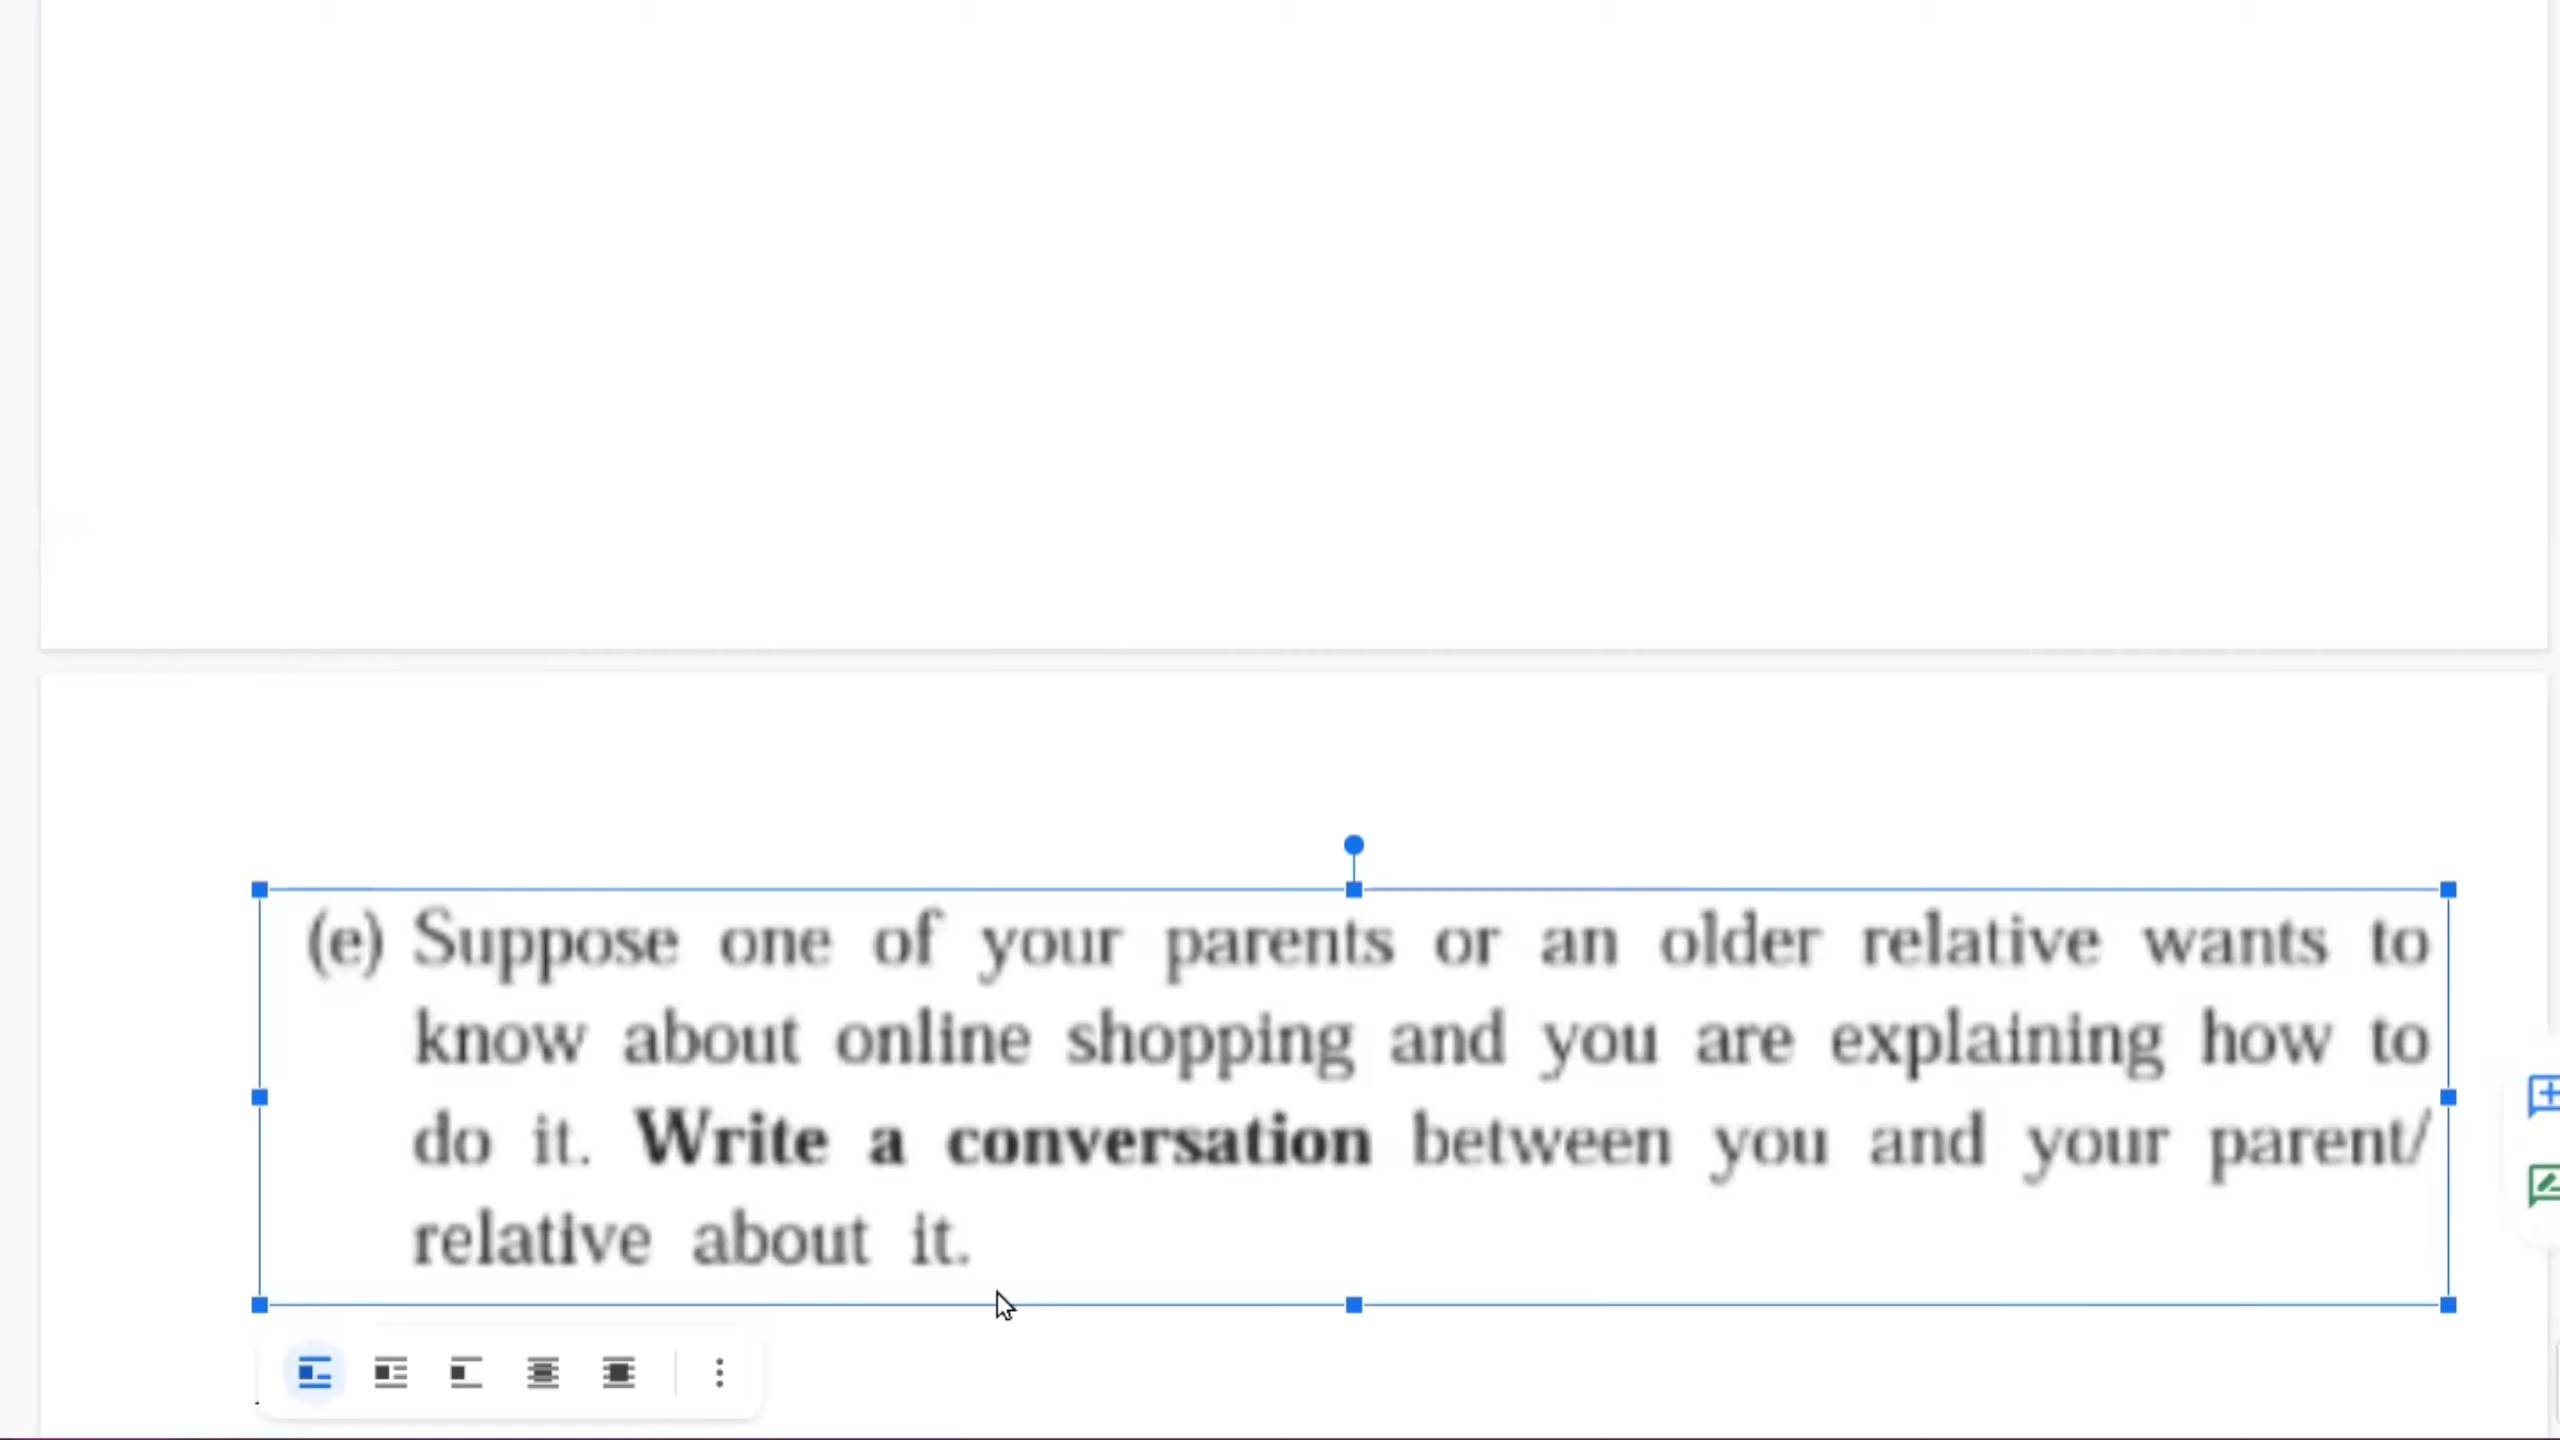 (e) Suppose one of your parents or an older relative wants to
know about online shopping and you are explaining how to
do it. Write a conversation between you and your parent/
relative about it.